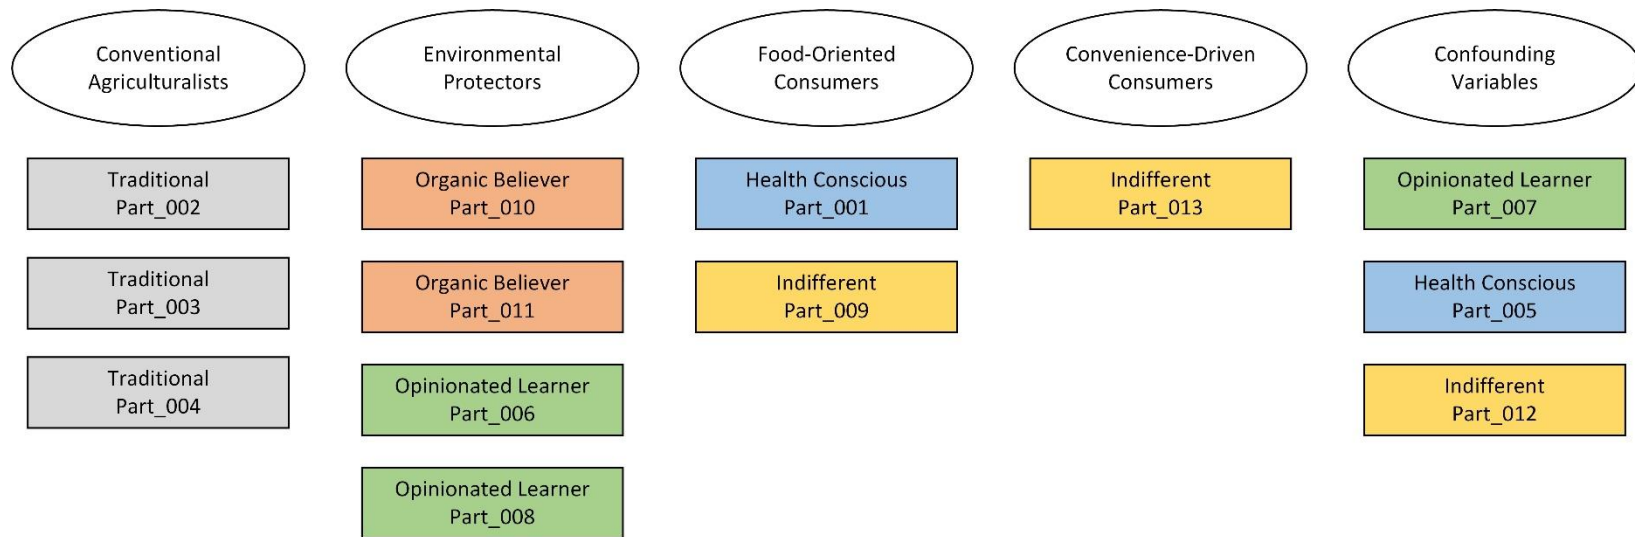 Conventional
Agriculturalists
Environmental
Protectors
Food-Oriented
Consumers
Convenience-Driven
Consumers
Confounding
Variables
Traditional
Part_002
Traditional
Part_003
Traditional
Part_004
Organic Believer
Part_010
Organic Believer
Part_011
Opinionated Learner
Part_006
Opinionated Learner
Part_008
Health Conscious
Part_001
Indifferent
Part_009
Indifferent
Part_013
Opinionated Learner
Part_007
Health Conscious
Part_005
Indifferent
Part_012